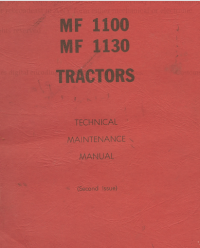 MF 1100
MF 1130
TRACTORS
TECHNICAL
MAINTENANCE
MANUAL